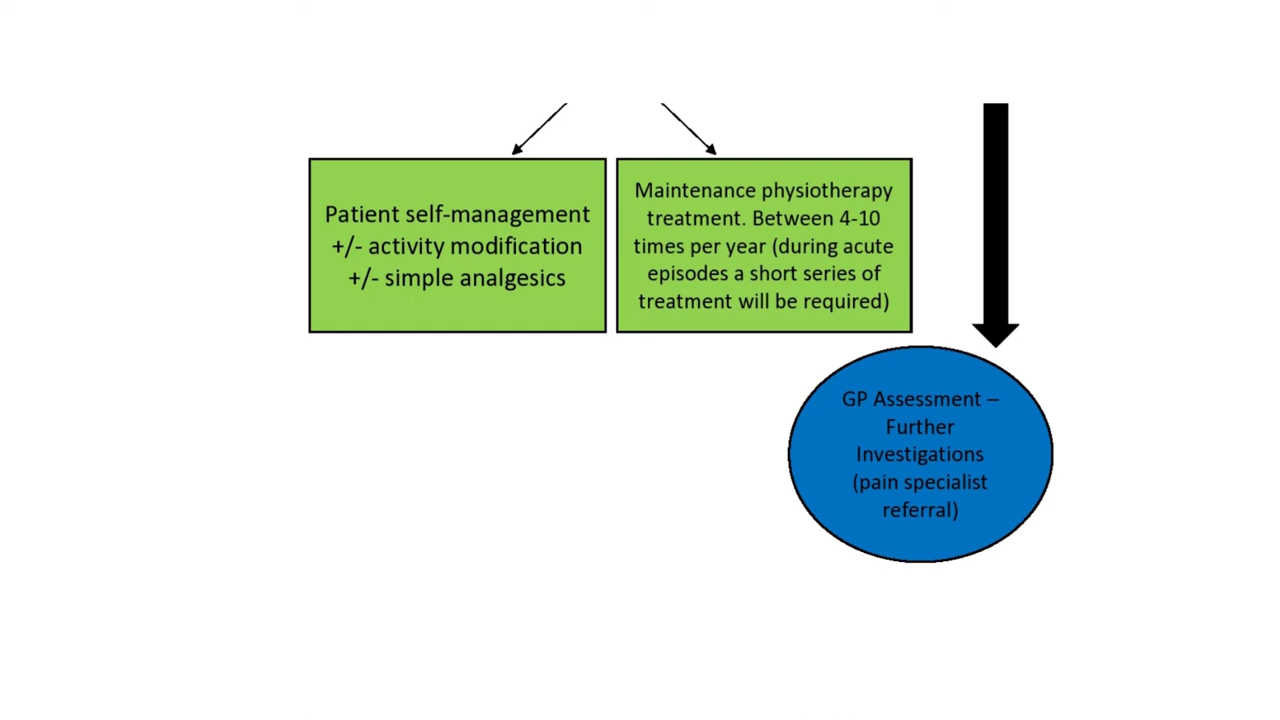 Patient self-management
+/- activity modification
+/- simple analgesics
Maintenance physiotherapy
treatment. Between 4-10
times per year (during acute
episodes a short series of
treatment will be required)
GP Assessment –
Further
Investigations
(pain specialist
referral)